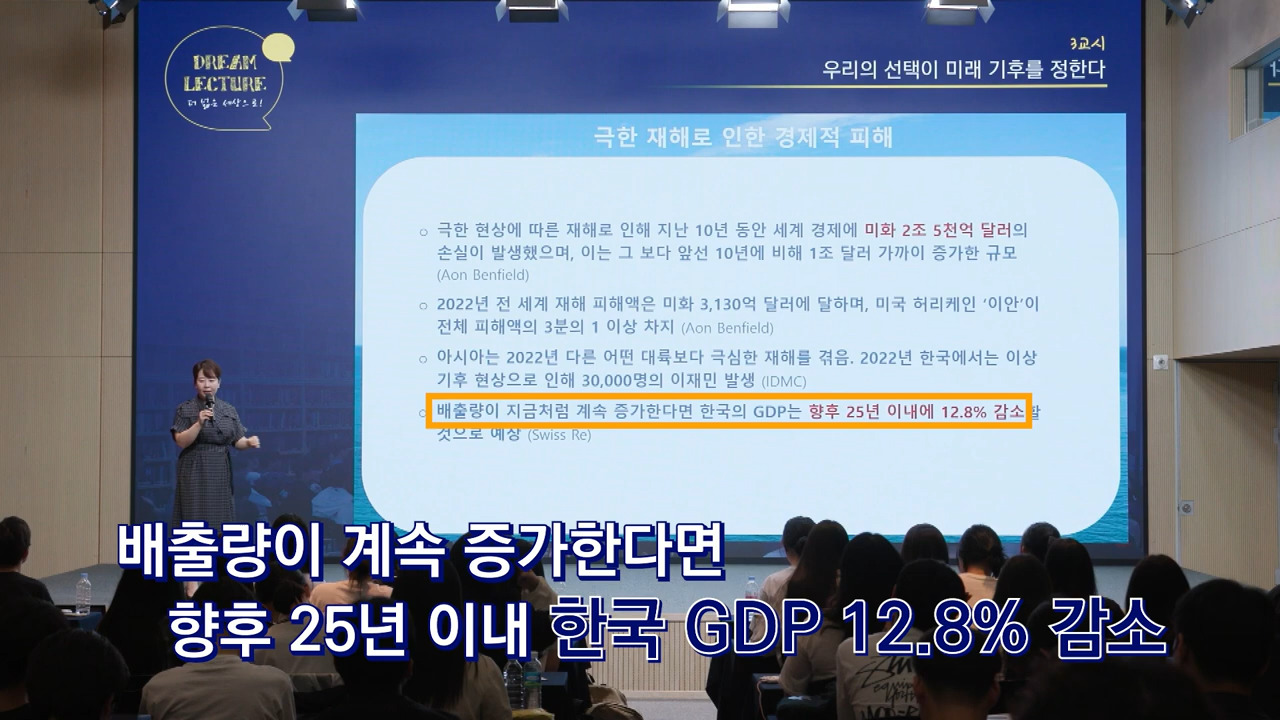 DREAM
LECTURE
더 넓은 세상으로!
3교시
우리의 선택이 미래 기후를 정한다
극한 재해로 인한 경제적 피해
○ 극한 현상에 따른 재해로 인해 지난 10년 동안 세계 경제에 미화 2조 5천억 달러의
손실이 발생했으며, 이는 그 보다 앞선 10년에 비해 1조 달러 가까이 증가한 규모
(Aon Benfield)
○ 2022년 전 세계 재해 피해액은 미화 3,130억 달러에 달하며, 미국 허리케인 ‘이안’이
전체 피해액의 3분의 1 이상 차지 (Aon Benfield)
○ 아시아는 2022년 다른 어떤 대륙보다 극심한 재해를 겪음. 2022년 한국에서는 이상
기후 현상으로 인해 30,000명의 이재민 발생 (IDMC)
○ 배출량이 지금처럼 계속 증가한다면 한국의 GDP는 향후 25년 이내에 12.8% 감소할
것으로 예상 (Swiss Re)
배출량이 계속 증가한다면
향후 25년 이내 한국 GDP 12.8% 감소